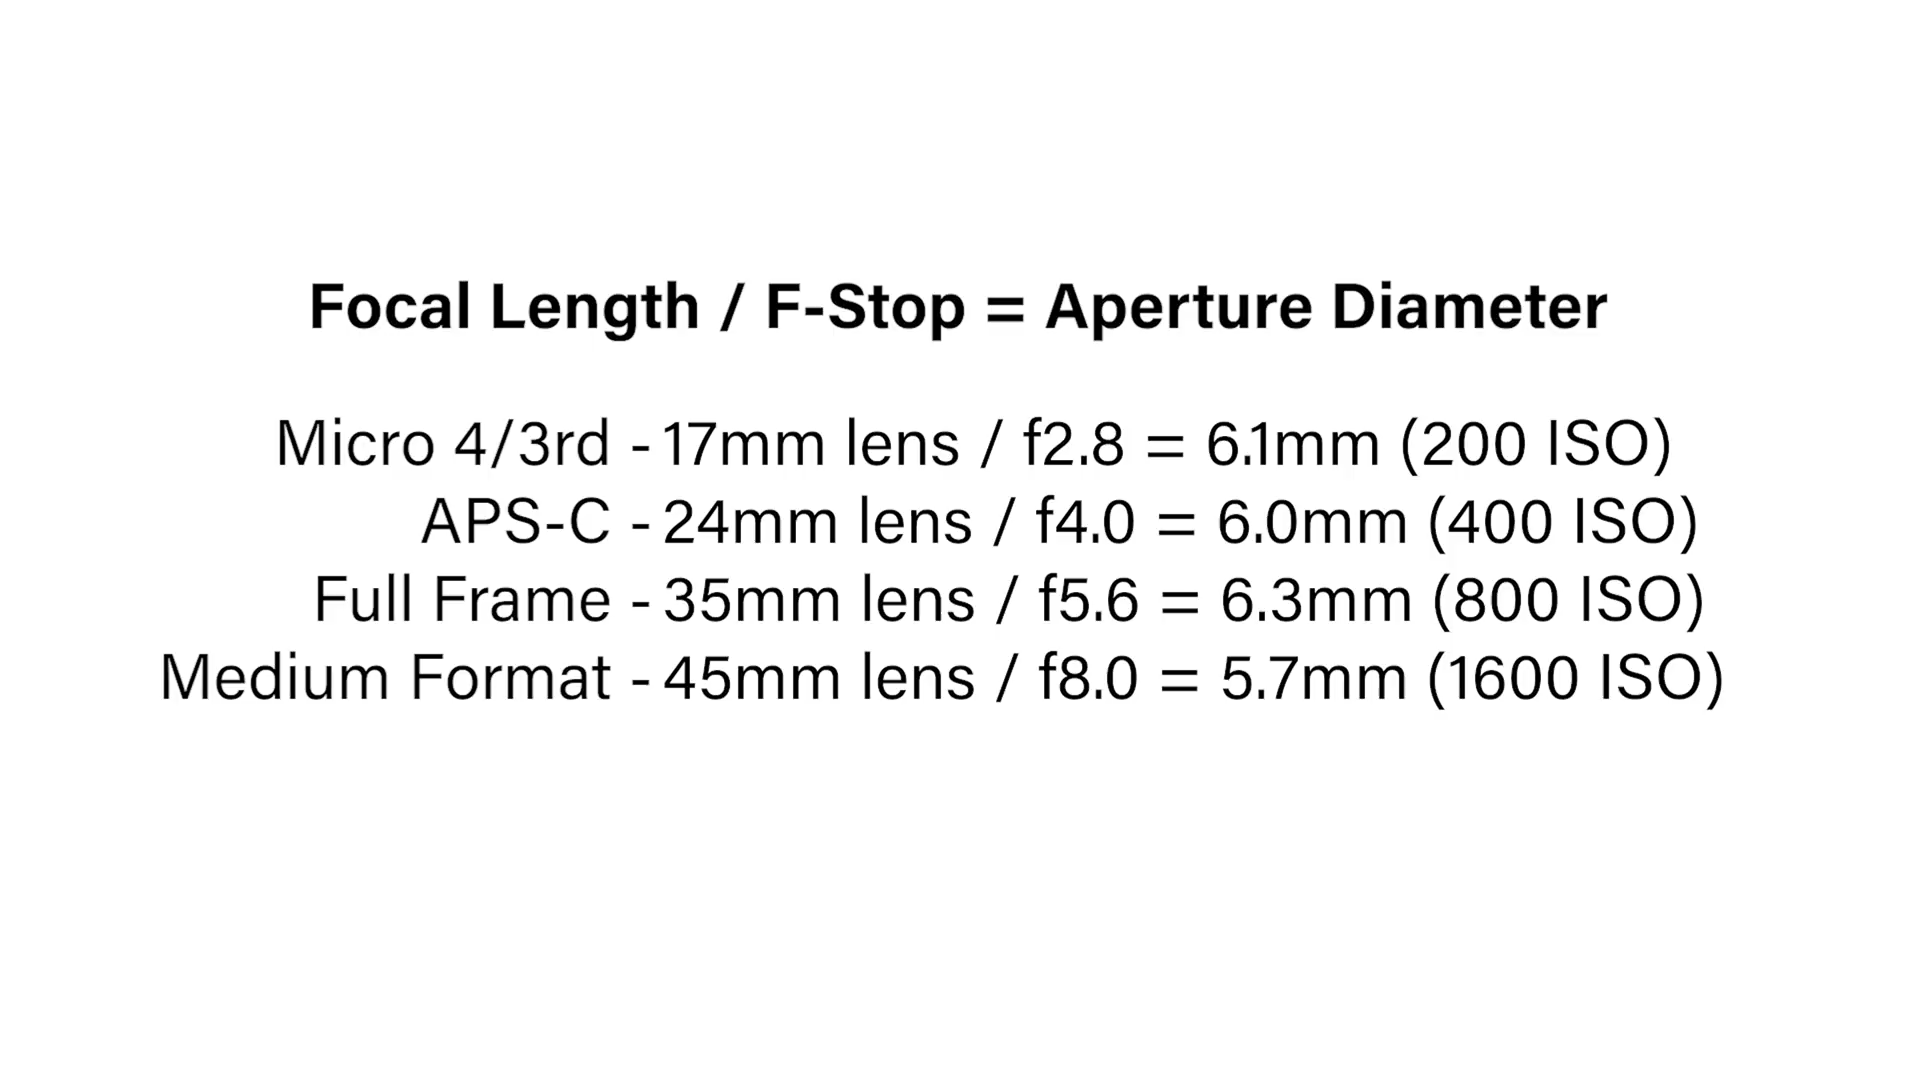 Focal Length / F-Stop = Aperture Diameter
Micro 4/3rd - 17mm lens / f2.8 = 6.1mm (200 ISO)
APS-C - 24mm lens / f4.0 = 6.0mm (400 ISO)
Full Frame - 35mm lens / f5.6 = 6.3mm (800 ISO)
Medium Format - 45mm lens / f8.0 = 5.7mm (1600 ISO)